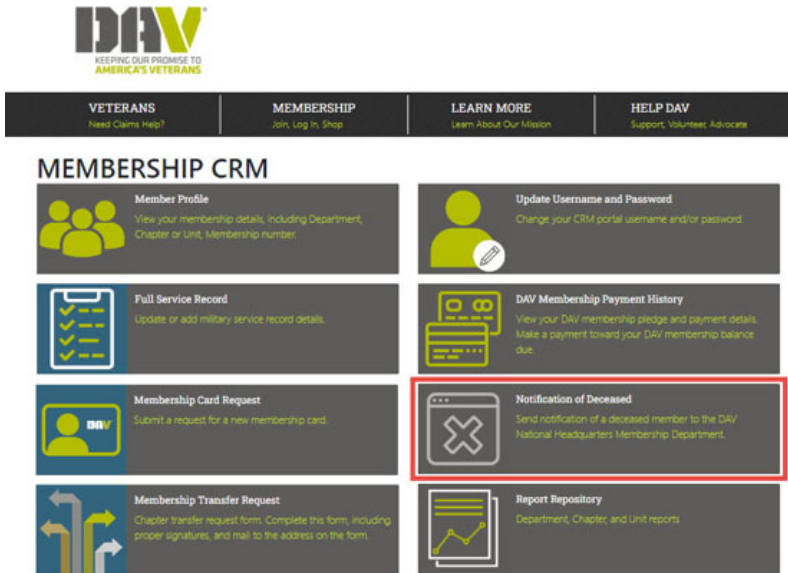 DAV
KEEPING OUR PROMISE TO
AMERICA'S VETERANS
VETERANS
Need Claims Help?
MEMBERSHIP
Join, Log In, Shop
LEARN MORE
Learn About Our Mission
HELP DAV
Support, Volunteer, Advocate
MEMBERSHIP CRM
Member Profile
View your membership details, including Department,
Chapter or Unit, Membership number.
Update Username and Password
Change your CRM portal username and/or password.
Full Service Record
Update or add military service record details.
DAV Membership Payment History
View your DAV membership pledge and payment details.
Make a payment toward your DAV membership balance
due.
DAV
Membership Card Request
Submit a request for a new membership card.
Notification of Deceased
Send notification of a deceased member to the DAV
National Headquarters Membership Department.
Membership Transfer Request
Chapter transfer request form. Complete this form, including
proper signatures, and mail to the address on the form.
Report Repository
Department, Chapter, and Unit reports